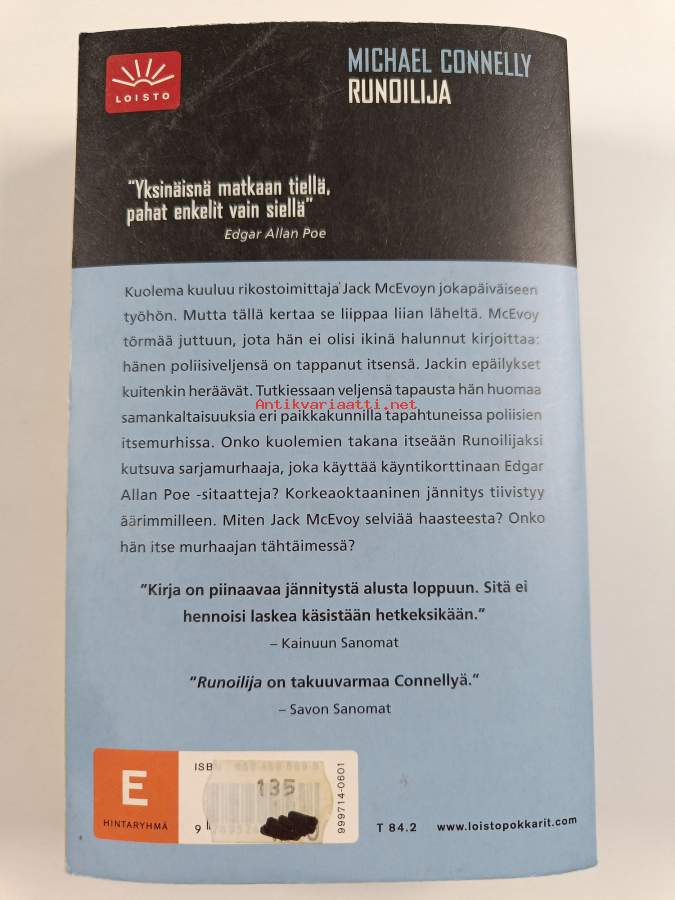 LOISTO
MICHAEL CONNELLY
RUNOILIJA
"Yksinäisnä matkaan tiellä,
pahat enkelit vain siellä"
Edgar Allan Poe
Kuolema kuuluu rikostoimittaja Jack McEvoyn jokapäiväiseen
työhön. Mutta tällä kertaa se liippaa liian läheltä. McEvoy
törmää juttuun, jota hän ei olisi ikinä halunnut kirjoittaa:
hänen poliisiveljensä on tappanut itsensä. Jackin epäilykset
kuitenkin heräävät. Tutkiessaan veljensä tapausta hän huomaa
Antikvariaatti.net
samankaltaisuuksia eri paikkakunnilla tapahtuneissa poliisien
itsemurhissa. Onko kuolemien takana itseään Runoilijaksi
kutsuva sarjamurhaaja, joka käyttää käyntikorttinaan Edgar
Allan Poe -sitaatteja? Korkeaoktaaninen jännitys tiivistyy
äärimmilleen. Miten Jack McEvoy selviää haasteesta? Onko
hän itse murhaajan tähtäimessä?
"Kirja on piinaavaa jännitystä alusta loppuun. Sitä ei
hennoisi laskea käsistään hetkeksikään."
– Kainuun Sanomat
"Runoilija on takuuvarmaa Connellyä."
– Savon Sanomat
E
HINTARYHMÄ
ISB
135
9
999714-0601
T 84.2
www.loistopokkarit.com